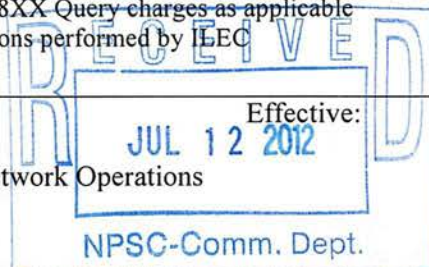 8XX Query charges as applicable
ons performed by ILEC
RECEIVED
Effective:
JUL 12 2012
twork Operations
NPSC-Comm. Dept.